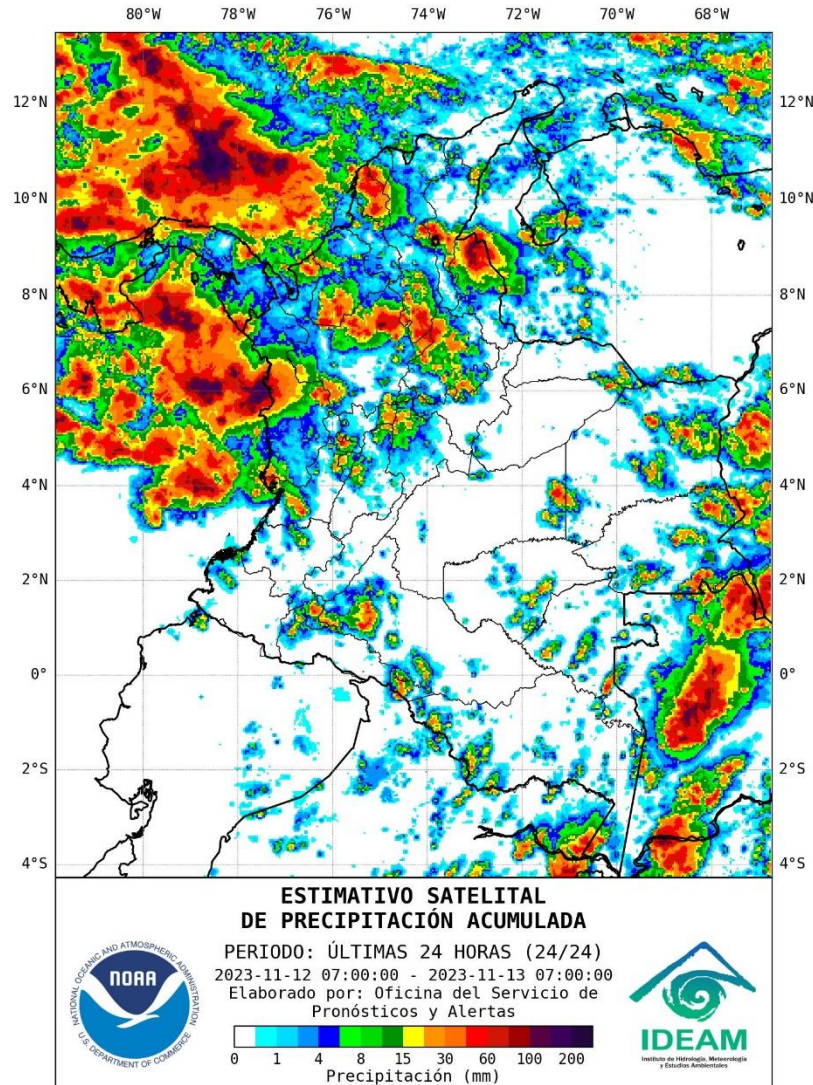 80°W 78°W 76°W 74°W 72°W 70°W 68°W
12°N 12°N
10°N 10°N
8°N 8°N
6°N 6°N
4°N 4°N
2°N 2°N
0° 0°
2°S 2°S
4°S 4°S
ESTIMATIVO SATELITAL
DE PRECIPITACIÓN ACUMULADA
PERIODO: ÚLTIMAS 24 HORAS (24/24)
2023-11-12 07:00:00 - 2023-11-13 07:00:00
Elaborado por: Oficina del Servicio de
Pronósticos y Alertas
0 1 4 8 15 30 60 100 200
Precipitación (mm)
NATIONAL OCEANIC AND ATMOSPHERIC ADMINISTRATION
NOAA
U.S. DEPARTMENT OF COMMERCE
IDEAM
Instituto de Hidrología, Meteorología
y Estudios Ambientales